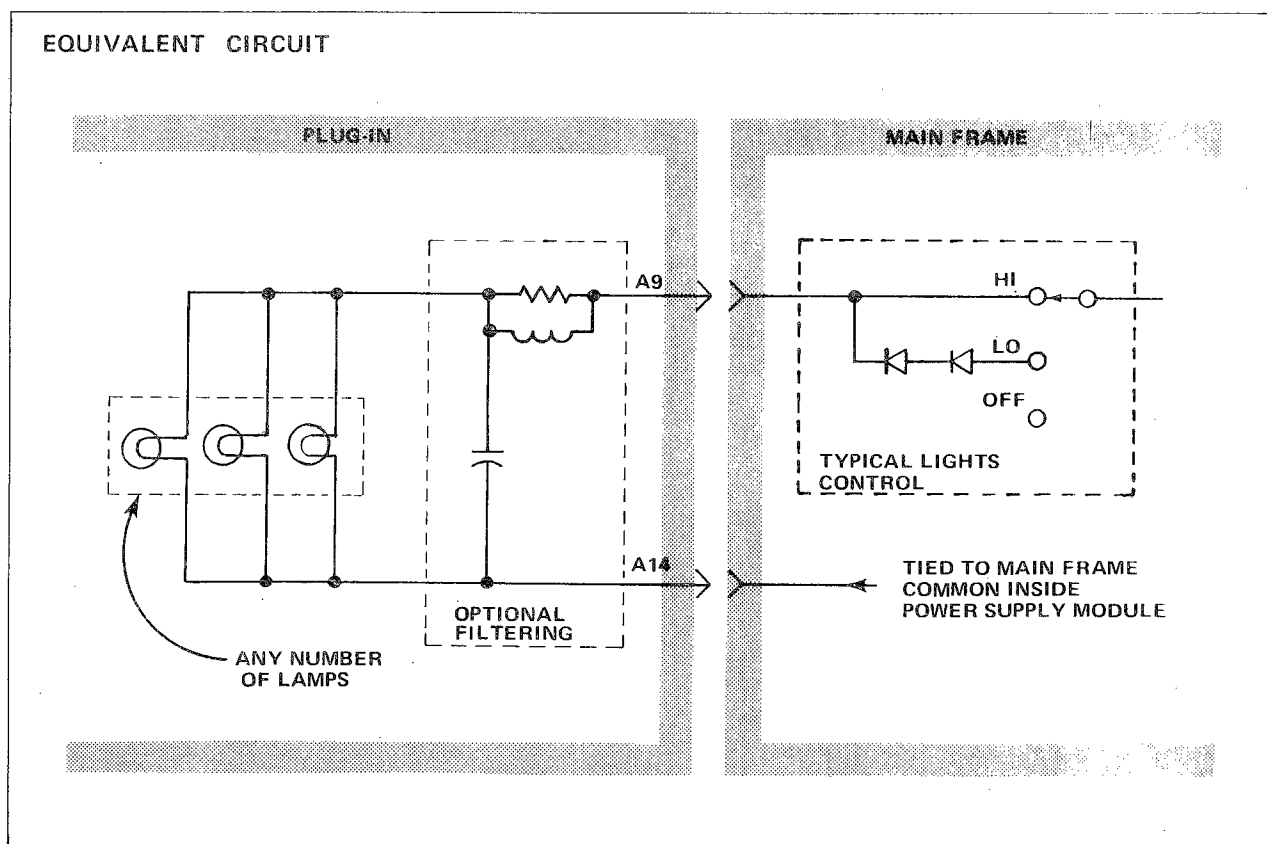 EQUIVALENT CIRCUIT
PLUG-IN
MAIN FRAME
A9
HI
LO
OFF
TYPICAL LIGHTS
CONTROL
A14
TIED TO MAIN FRAME
COMMON INSIDE
POWER SUPPLY MODULE
OPTIONAL
FILTERING
ANY NUMBER
OF LAMPS